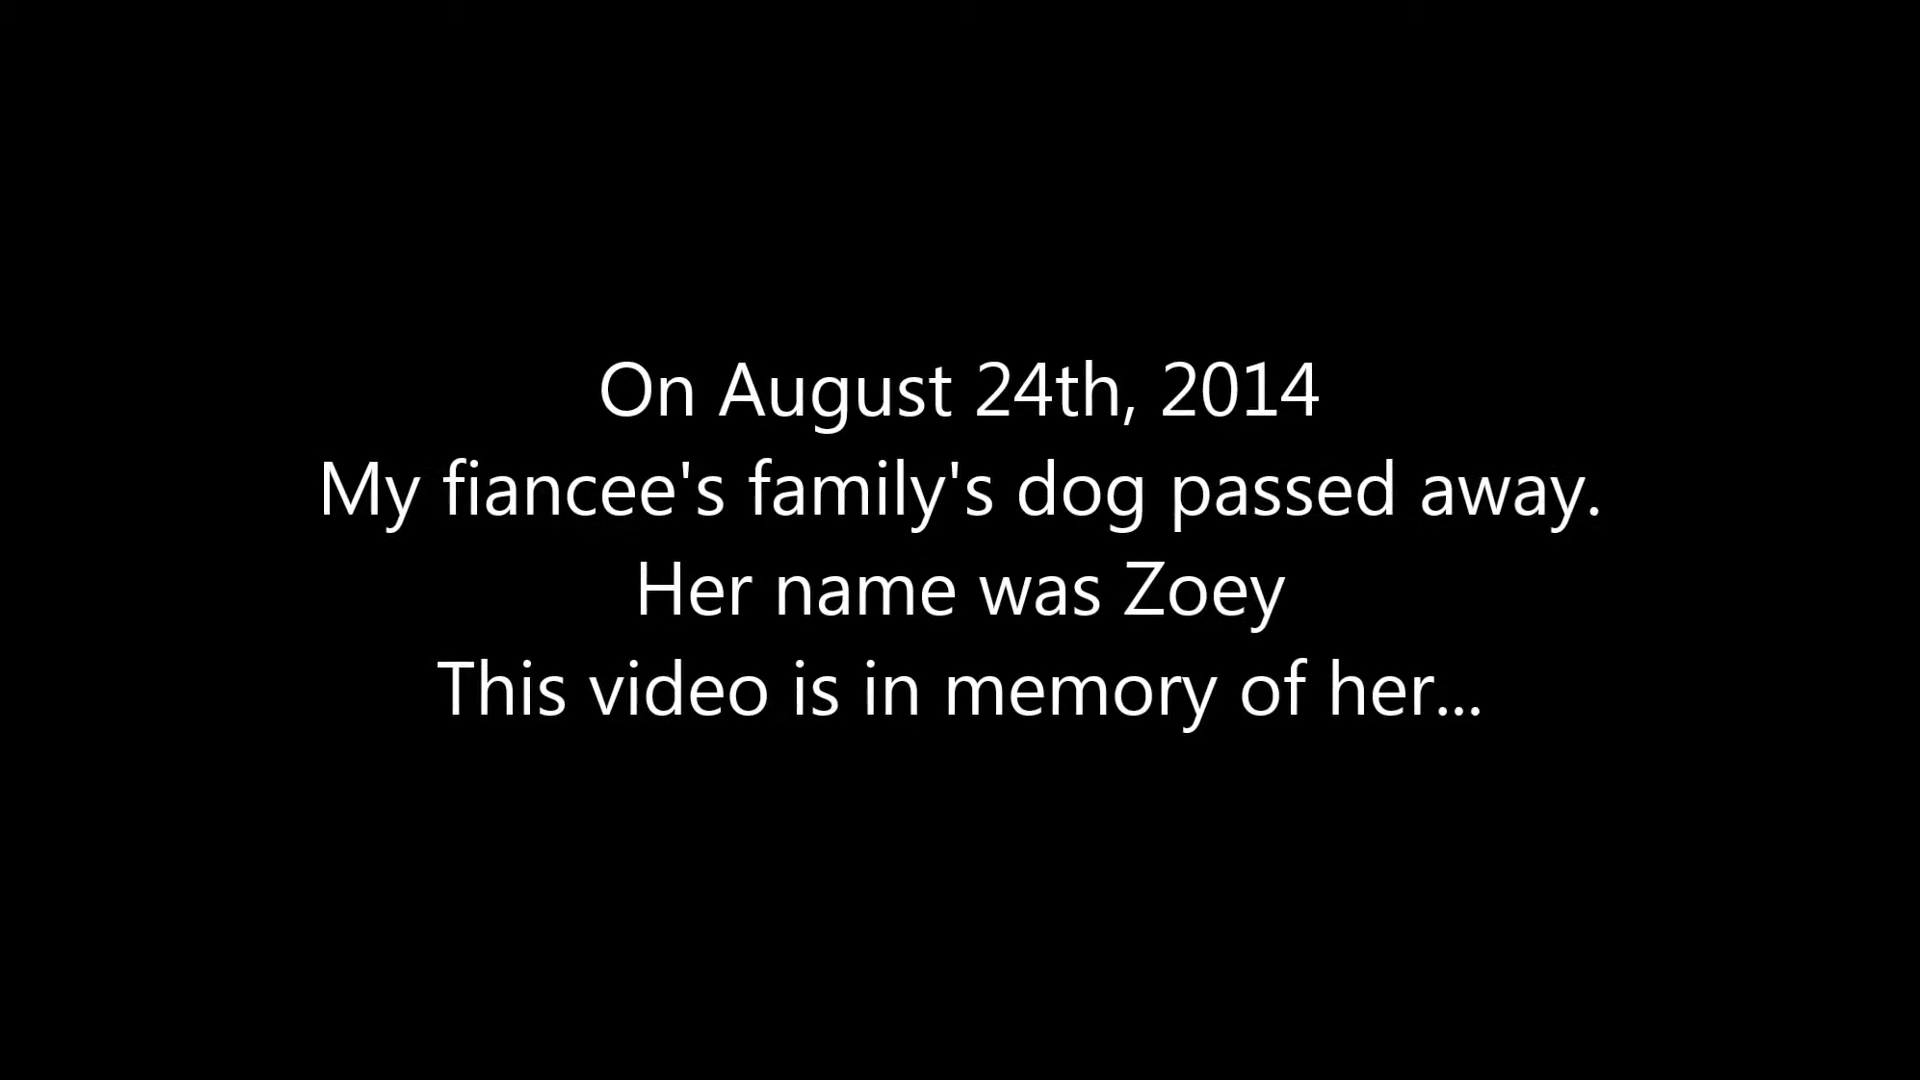 On August 24th, 2014
My fiancee's family's dog passed away.
Her name was Zoey
This video is in memory of her...